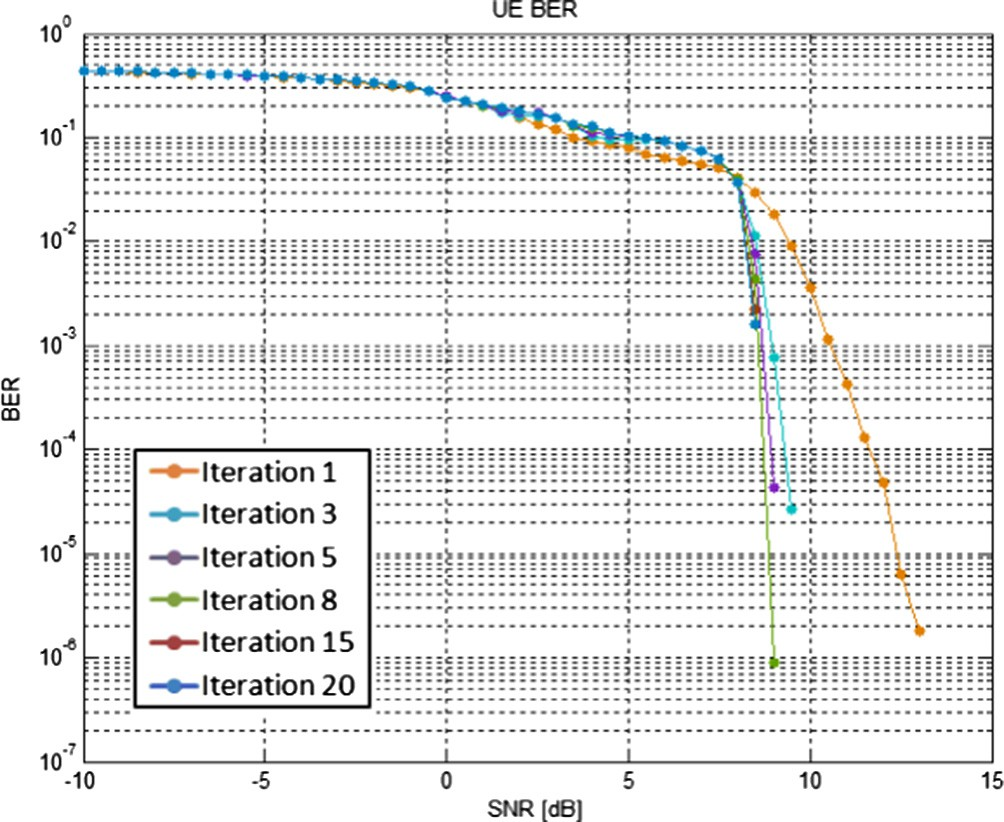 UE BER
10^0
10^-1
10^-2
10^-3
10^-4
10^-5
10^-6
10^-7
BER
Iteration 1
Iteration 3
Iteration 5
Iteration 8
Iteration 15
Iteration 20
-10 -5 0 5 10 15
SNR [dB]